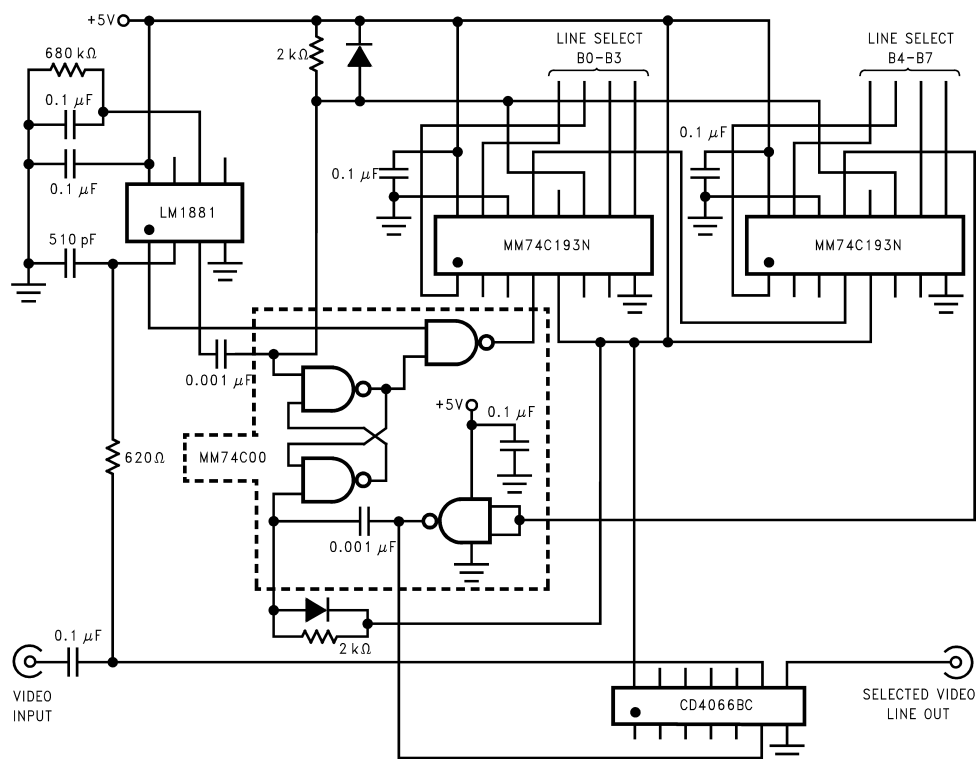 +5V
680 kΩ
2 kΩ
LINE SELECT
B0–B3
LINE SELECT
B4–B7
0.1 μF
0.1 μF
0.1 μF
0.1 μF
LM1881
MM74C193N
MM74C193N
510 pF
0.001 μF
+5V
0.1 μF
620Ω
MM74C00
0.001 μF
0.1 μF
2 kΩ
VIDEO
INPUT
CD4066BC
SELECTED VIDEO
LINE OUT